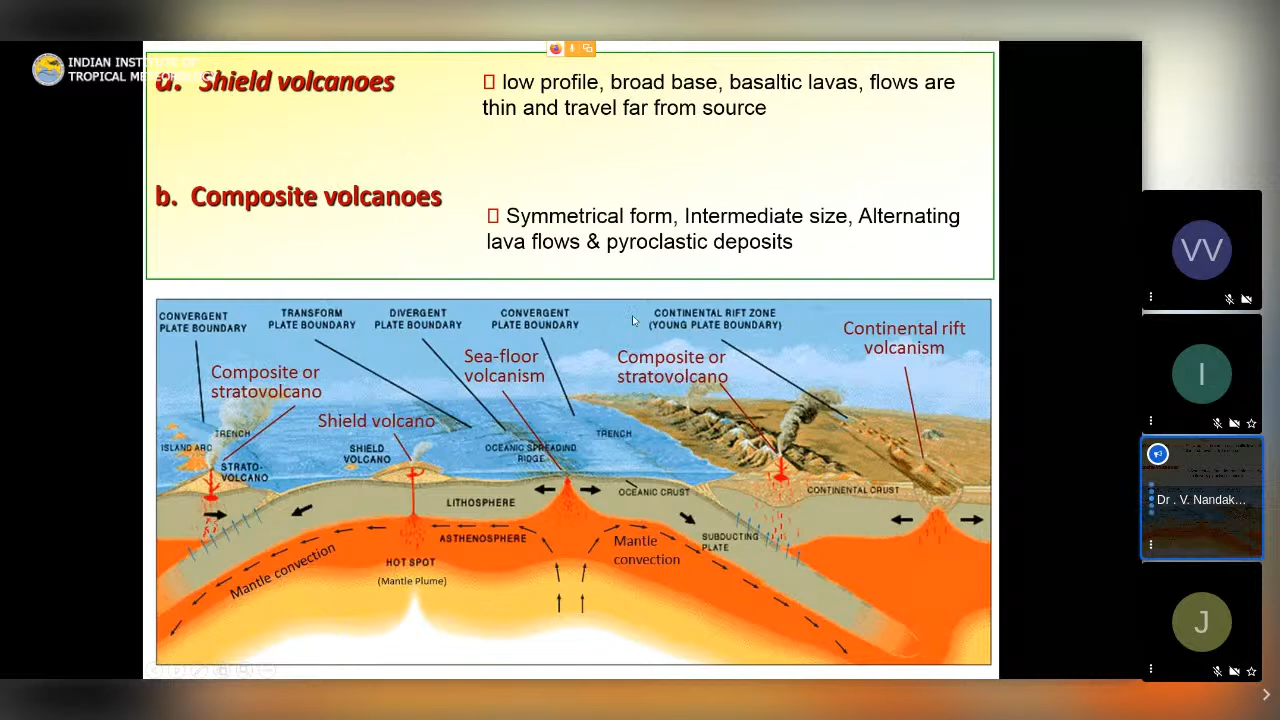 INDIAN INSTITUTE OF
TROPICAL METEOROLOGY
a. Shield volcanoes
low profile, broad base, basaltic lavas, flows are
thin and travel far from source
b. Composite volcanoes
Symmetrical form, Intermediate size, Alternating
lava flows & pyroclastic deposits
CONVERGENT
PLATE BOUNDARY
TRANSFORM
PLATE BOUNDARY
DIVERGENT
PLATE BOUNDARY
CONVERGENT
PLATE BOUNDARY
CONTINENTAL RIFT ZONE
(YOUNG PLATE BOUNDARY)
Continental rift
volcanism
Composite or
stratovolcano
Sea-floor
volcanism
Composite or
stratovolcano
Shield volcano
TRENCH
ISLAND ARC
STRATO-
VOLCANO
SHIELD
VOLCANO
OCEANIC SPREADING
RIDGE
TRENCH
LITHOSPHERE
OCEANIC CRUST
CONTINENTAL CRUST
ASTHENOSPHERE
Mantle
convection
SUBDUCTING
PLATE
Mantle convection
HOT SPOT
(Mantle Plume)
VV
I
Dr . V. Nandak...
J